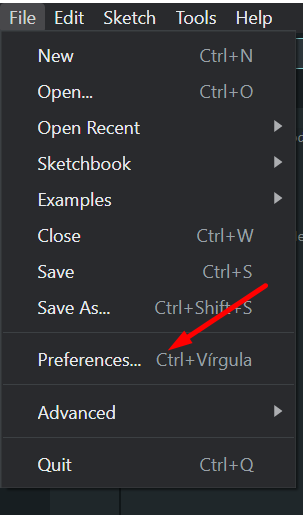 File Edit Sketch Tools Help
New Ctrl+N
Open... Ctrl+O
Open Recent
Sketchbook
Examples
Close Ctrl+W
Save Ctrl+S
Save As... Ctrl+Shift+S
Preferences... Ctrl+Vírgula
Advanced
Quit Ctrl+Q